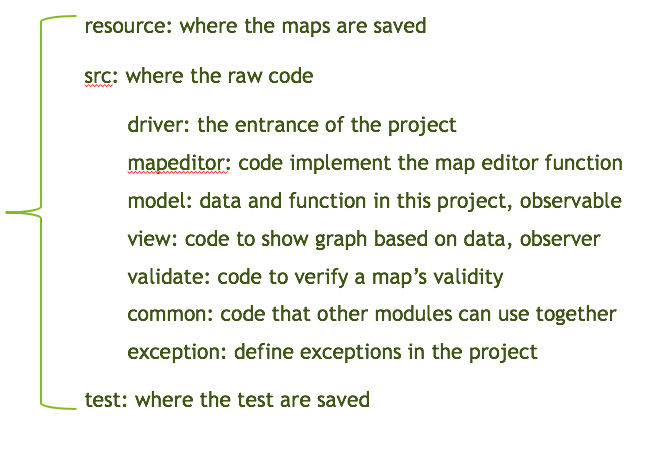 resource: where the maps are saved
src: where the raw code
driver: the entrance of the project
mapeditor: code implement the map editor function
model: data and function in this project, observable
view: code to show graph based on data, observer
validate: code to verify a map’s validity
common: code that other modules can use together
exception: define exceptions in the project
test: where the test are saved